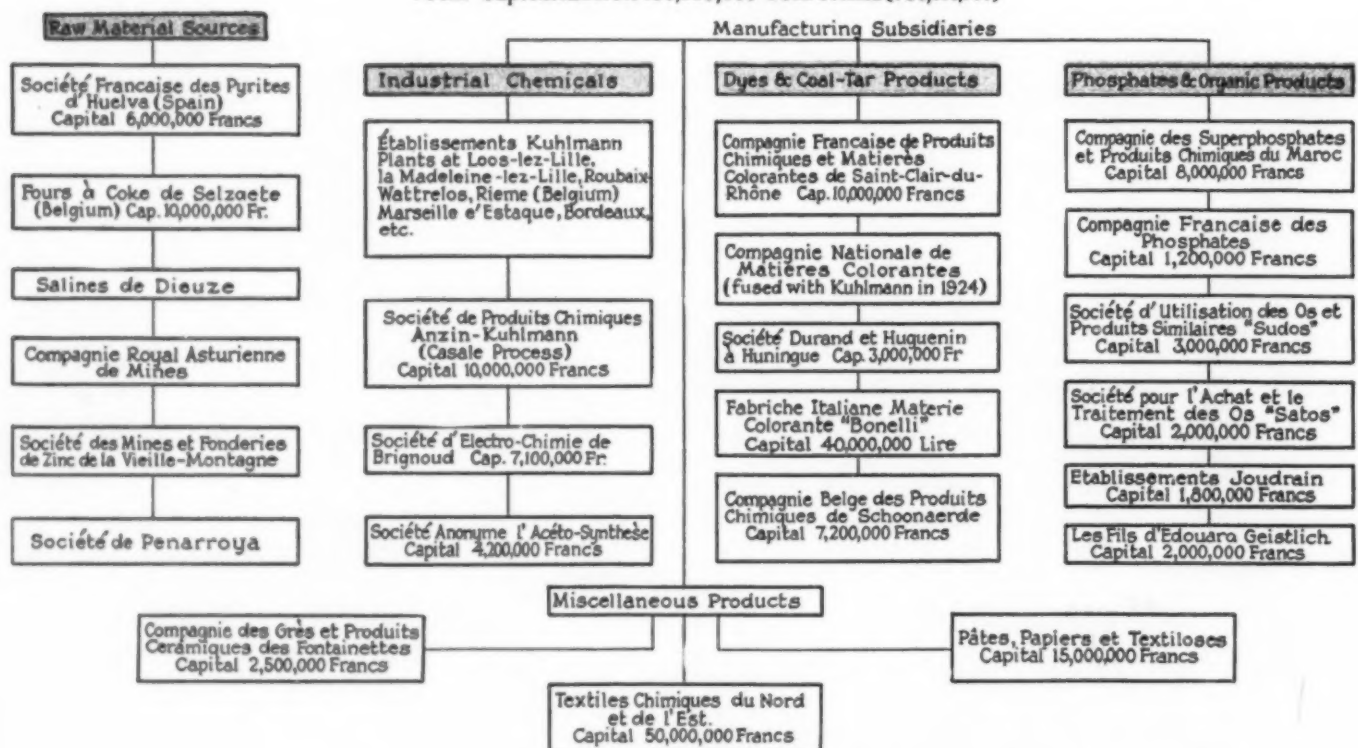 Raw Material Sources
Société Francaise des Pyrites
d'Huelva (Spain)
Capital 6,000,000 Francs
Fours à Coke de Selzaete
(Belgium) Cap. 10,000,000 Fr.
Salines de Dieuze
Compagnie Royal Asturienne
de Mines
Société des Mines et Fonderies
de Zinc de la Vieille-Montagne
Société de Penarroya
Manufacturing Subsidiaries
Industrial Chemicals
Établissements Kuhlmann
Plants at Loos-lez-Lille,
la Madeleine-lez-Lille, Roubaix-
Wattrelos, Rieme (Belgium)
Marseille e'Estaque, Bordeaux,
etc.
Société de Produits Chimiques
Anzin-Kuhlmann
(Casale Process)
Capital 10,000,000 Francs
Société d'Electro-Chimie de
Brignoud Cap. 7,100,000 Fr.
Société Anonyme l'Acéto-Synthèse
Capital 4,200,000 Francs
Dyes & Coal-Tar Products
Compagnie Francaise de Produits
Chimiques et Matierès
Colorantes de Saint-Clair-du-
Rhône Cap. 10,000,000 Francs
Compagnie Nationale de
Matières Colorantes
(fused with Kuhlmann in 1924)
Société Durand et Huguenin
à Huningue Cap. 3,000,000 Fr
Fabriche Italiane Materie
Colorante "Bonelli"
Capital 40,000,000 Lire
Compagnie Belge des Produits
Chimiques de Schoonaerde
Capital 7,200,000 Francs
Phosphates & Organic Products
Compagnie des Superphosphates
et Produits Chimiques du Maroc
Capital 8,000,000 Francs
Compagnie Francaise des
Phosphates
Capital 1,200,000 Francs
Société d'Utilisation des Os et
Produits Similaires "Sudos"
Capital 3,000,000 Francs
Société pour l'Achat et le
Traitement des Os "Satos"
Capital 2,000,000 Francs
Etablissements Joudrain
Capital 1,800,000 Francs
Les Fils d'Edouara Geistlich
Capital 2,000,000 Francs
Miscellaneous Products
Compagnie des Grès et Produits
Ceramiques des Fontainettes
Capital 2,500,000 Francs
Textiles Chimiques du Nord
et de l'Est.
Capital 50,000,000 Francs
Pâtes, Papiers et Textiloses
Capital 15,000,000 Francs